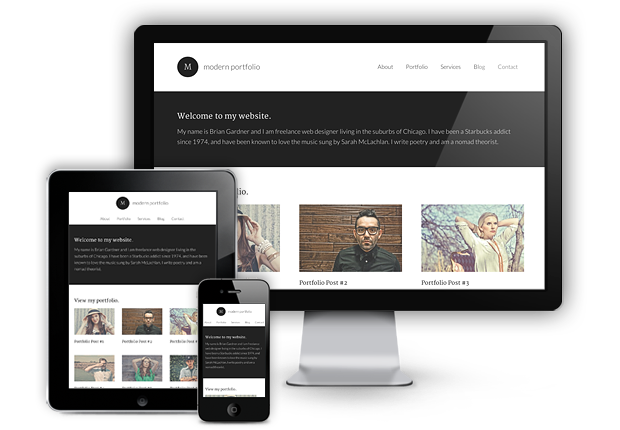 M modern portfolio
About Portfolio Services Blog Contact
Welcome to my website.
My name is Brian Gardner and I am freelance web designer living in the suburbs of Chicago. I have been a Starbucks addict
since 1974, and have been known to love the music sung by Sarah McLachlan. I write poetry and am a nomad theorist.
Portfolio Post #2 Portfolio Post #3
M modern portfolio
About Portfolio Services Blog Contact
Welcome to my website.
My name is Brian Gardner and I am freelance web designer living in the
suburbs of Chicago. I have been a Starbucks addict since 1974, and have been
known to love the music sung by Sarah McLachlan. I write poetry and am a
nomad theorist.
View my portfolio.
Portfolio Post #1 Portfolio Post #2 Portfolio Post #3
M modern portfolio
About Portfolio Services Blog Contact
Welcome to my website.
View my portfolio.